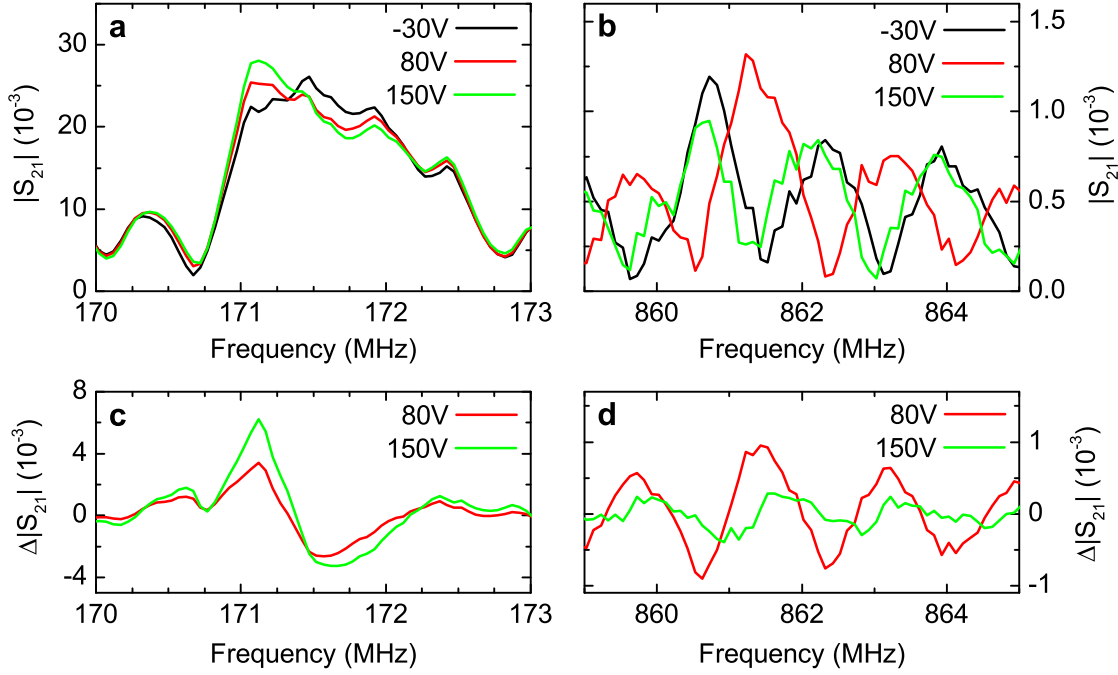 a
-30V
80V
150V
30
20
10
0
|S21| (10-3)
170
171
172
173
Frequency (MHz)
b
-30V
80V
150V
1.5
1.0
0.5
0.0
|S21| (10-3)
860
862
864
Frequency (MHz)
c
80V
150V
8
4
0
-4
Δ|S21| (10-3)
170
171
172
173
Frequency (MHz)
d
80V
150V
1
0
-1
Δ|S21| (10-3)
860
862
864
Frequency (MHz)